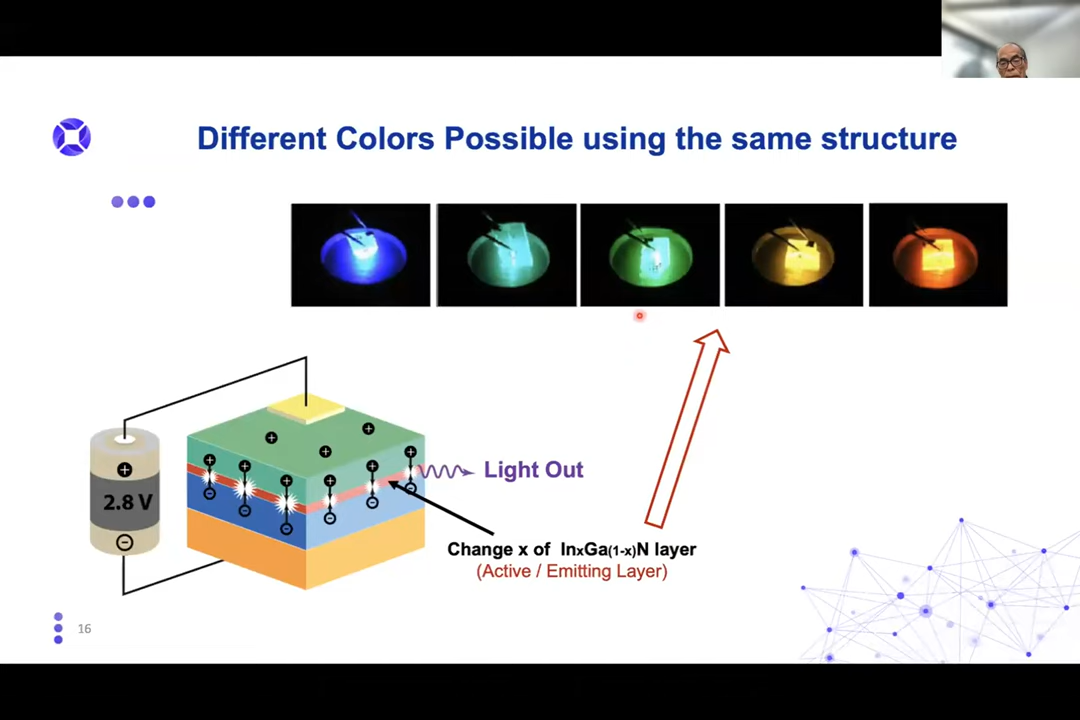 Different Colors Possible using the same structure
2.8 V
Light Out
Change x of InxGa(1-x)N layer
(Active / Emitting Layer)
16